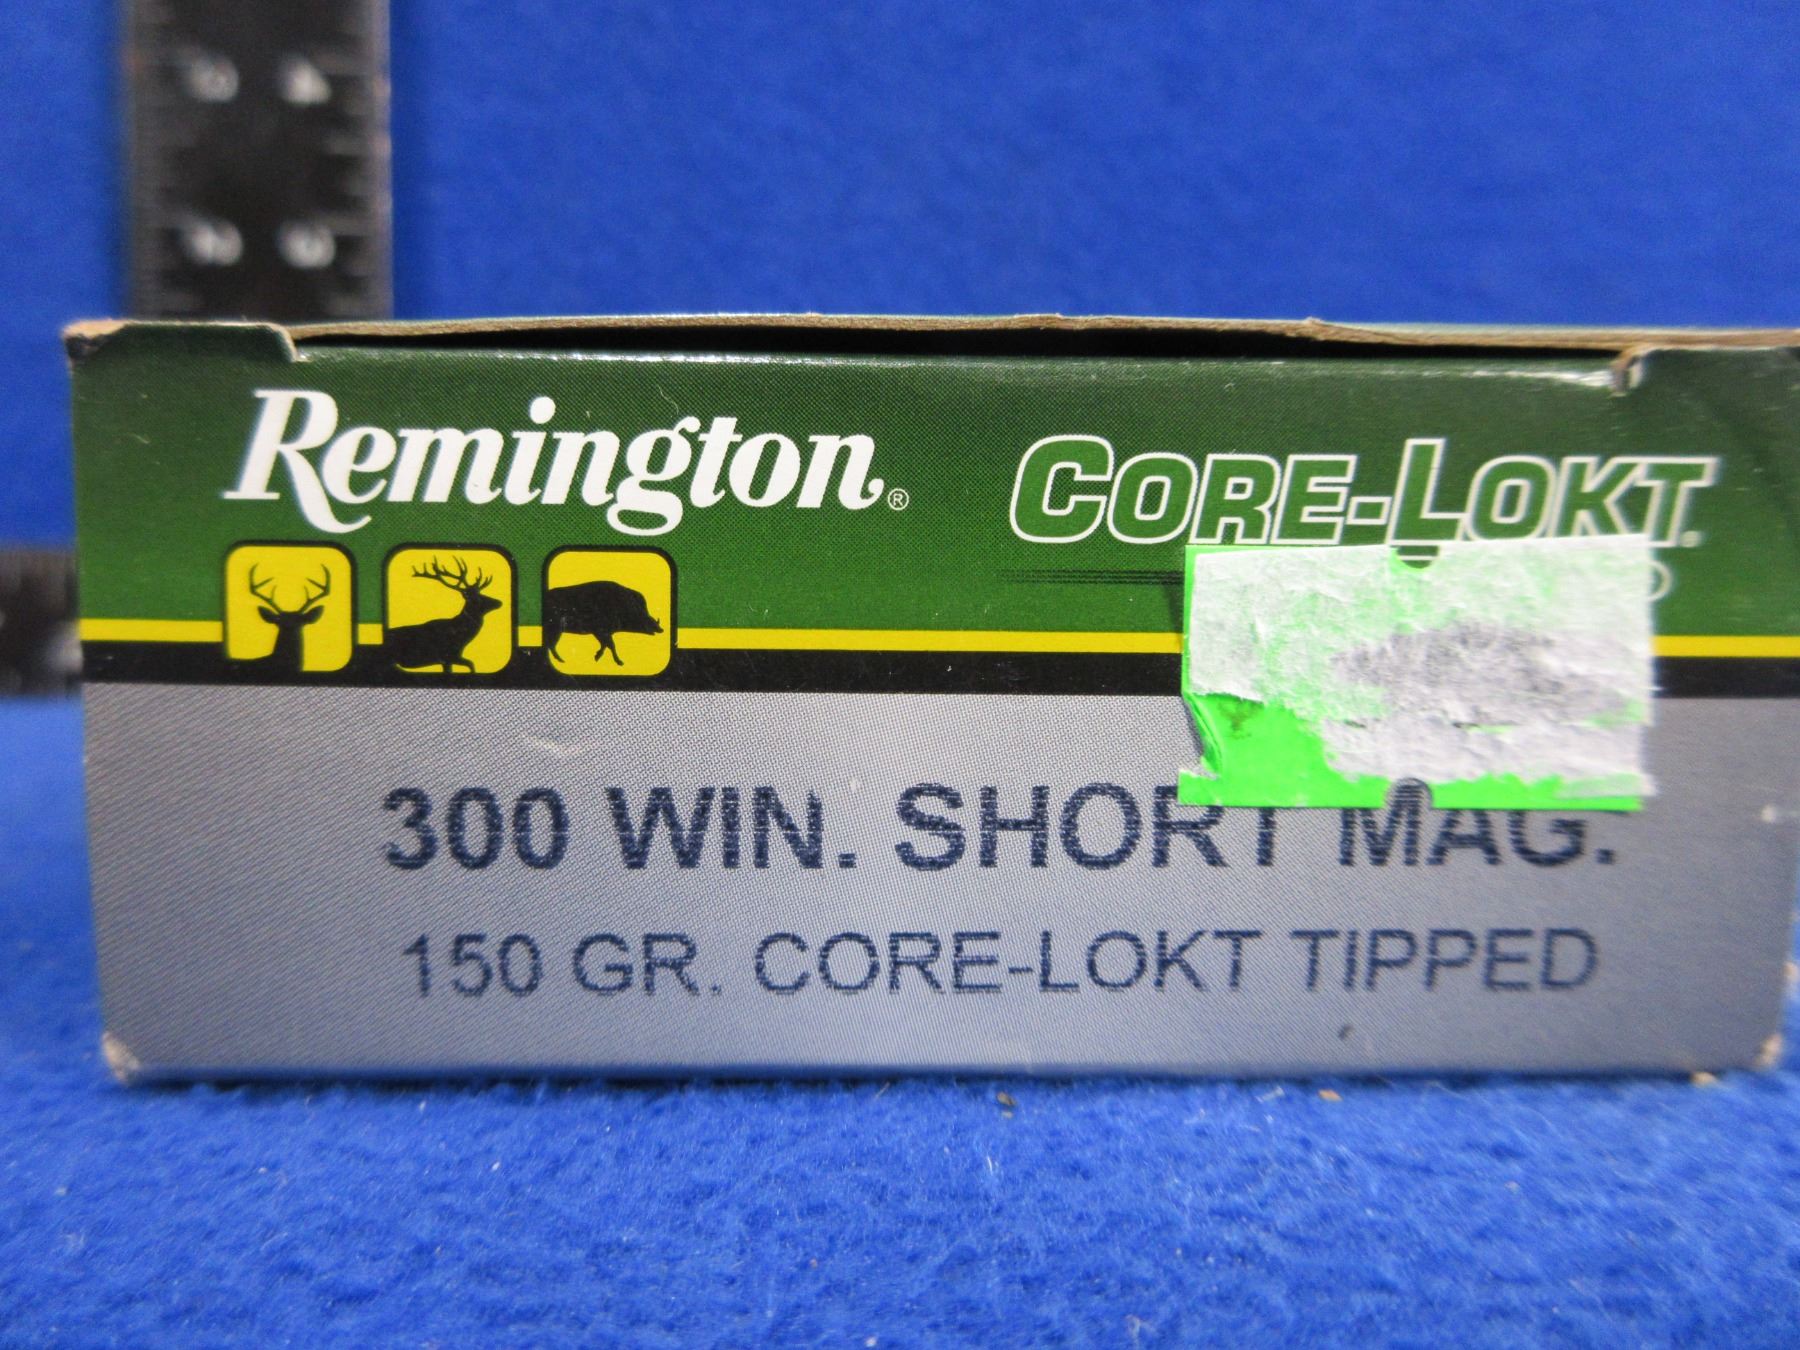 Remington®
CORE-LOKT
300 WIN. SHORT MAG.
150 GR. CORE-LOKT TIPPED